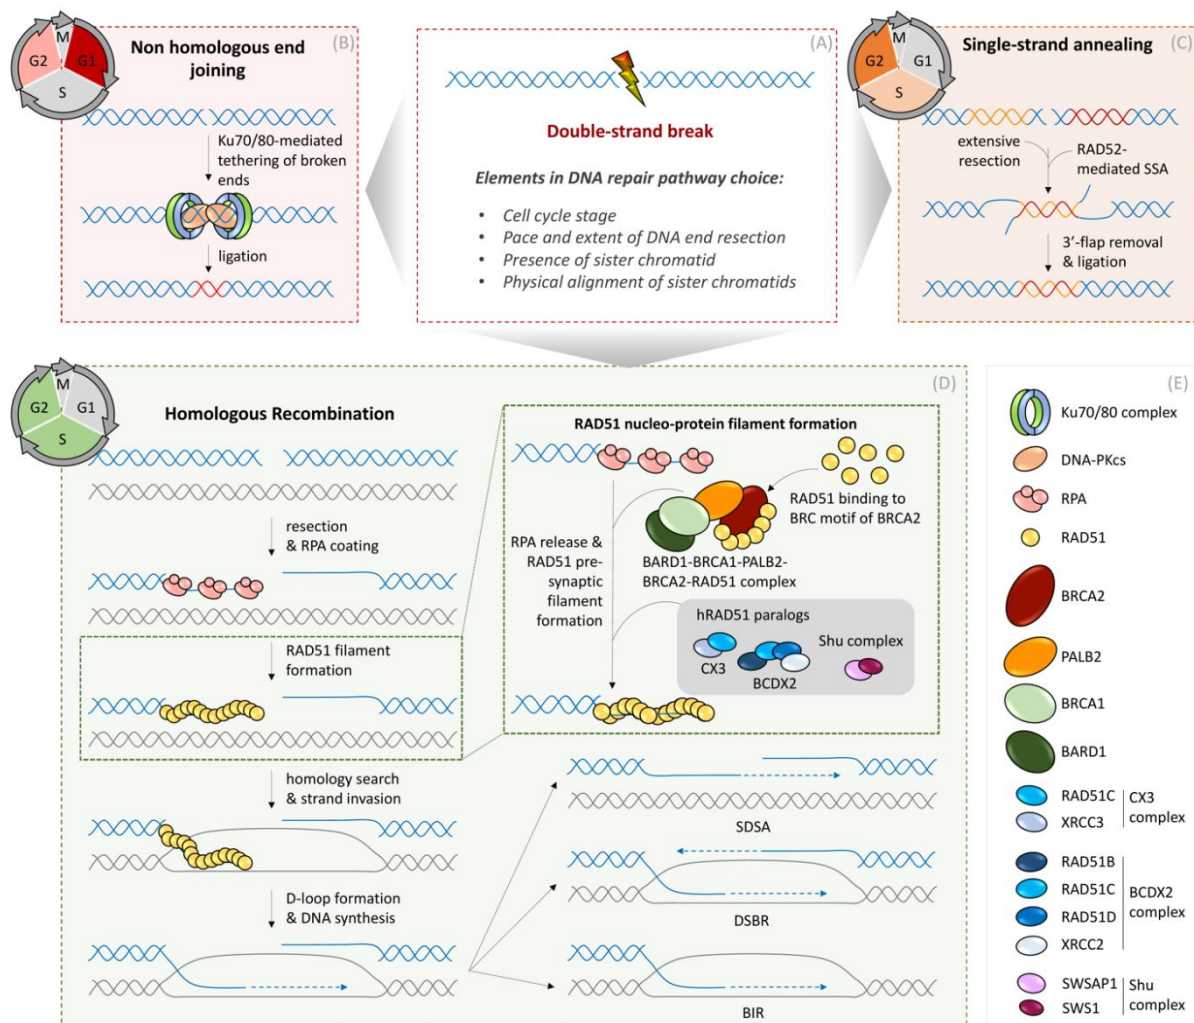 (B)
Non homologous end
joining
M
G2
G1
S
Ku70/80-mediated
tethering of broken
ends
ligation
(A)
Double-strand break
Elements in DNA repair pathway choice:
• Cell cycle stage
• Pace and extent of DNA end resection
• Presence of sister chromatid
• Physical alignment of sister chromatids
(C)
Single-strand annealing
M
G2
G1
S
extensive
resection
RAD52-
mediated SSA
3’-flap removal
& ligation
(D)
Homologous Recombination
M
G2
G1
S
resection
& RPA coating
RAD51 filament
formation
homology search
& strand invasion
D-loop formation
& DNA synthesis
RAD51 nucleo-protein filament formation
RAD51 binding to
BRC motif of BRCA2
RPA release &
RAD51 pre-
synaptic
filament
formation
BARD1-BRCA1-PALB2-
BRCA2-RAD51 complex
hRAD51 paralogs
CX3
BCDX2
Shu complex
SDSA
DSBR
BIR
(E)
Ku70/80 complex
DNA-PKcs
RPA
RAD51
BRCA2
PALB2
BRCA1
BARD1
RAD51C
XRCC3
CX3
complex
RAD51B
RAD51C
RAD51D
XRCC2
BCDX2
complex
SWSAP1
SWS1
Shu
complex